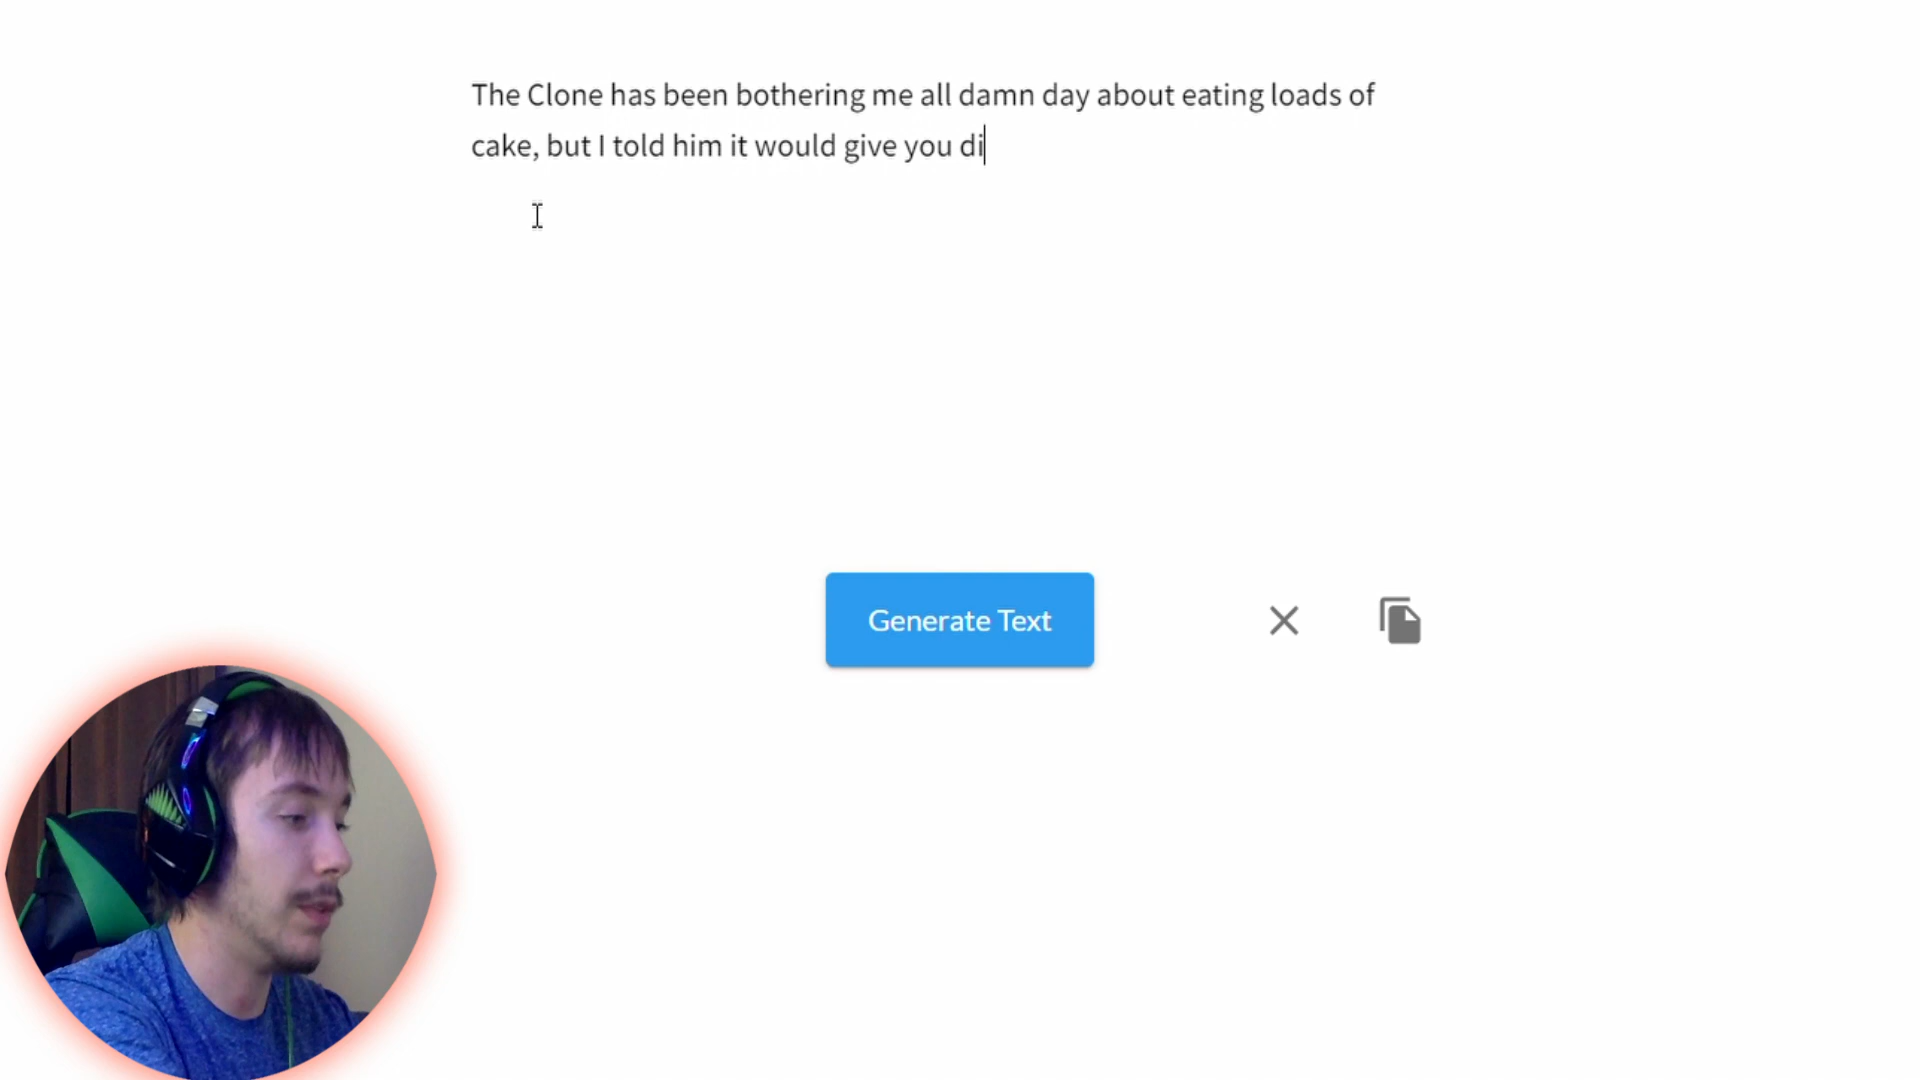 The Clone has been bothering me all damn day about eating loads of
cake, but I told him it would give you di
Generate Text